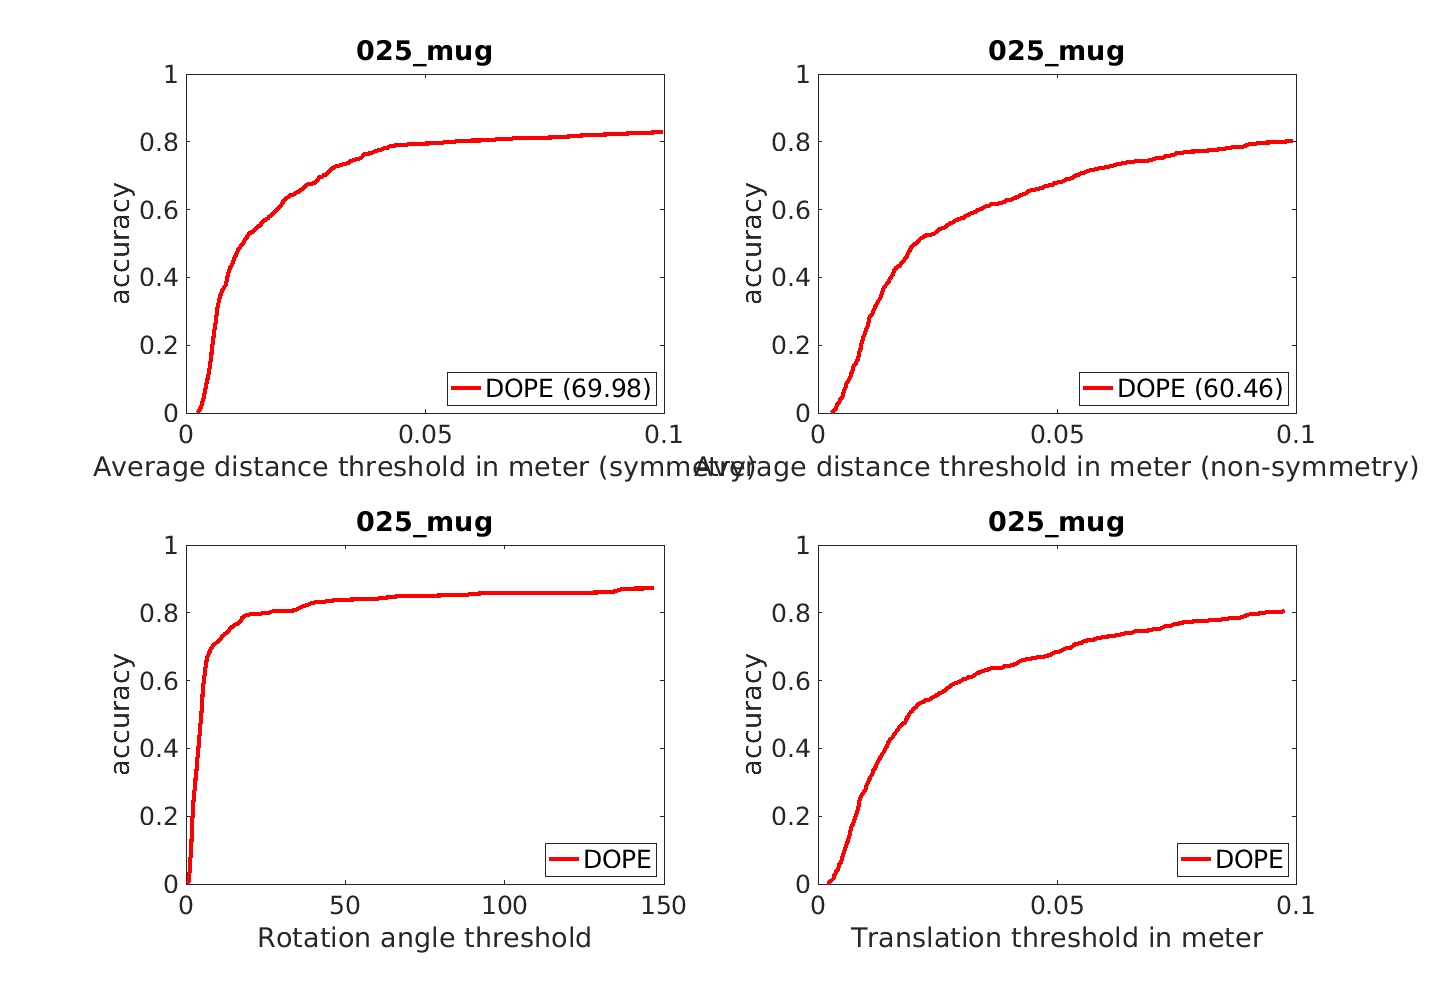 025_mug
025_mug
1
0.8
0.6
0.4
0.2
0
accuracy
DOPE (69.98)
0
0.05
0.1
Average distance threshold in meter (symmetry)
1
0.8
0.6
0.4
0.2
0
accuracy
DOPE (60.46)
0
0.05
0.1
Average distance threshold in meter (non-symmetry)
025_mug
025_mug
1
0.8
0.6
0.4
0.2
0
accuracy
DOPE
0
50
100
150
Rotation angle threshold
1
0.8
0.6
0.4
0.2
0
accuracy
DOPE
0
0.05
0.1
Translation threshold in meter